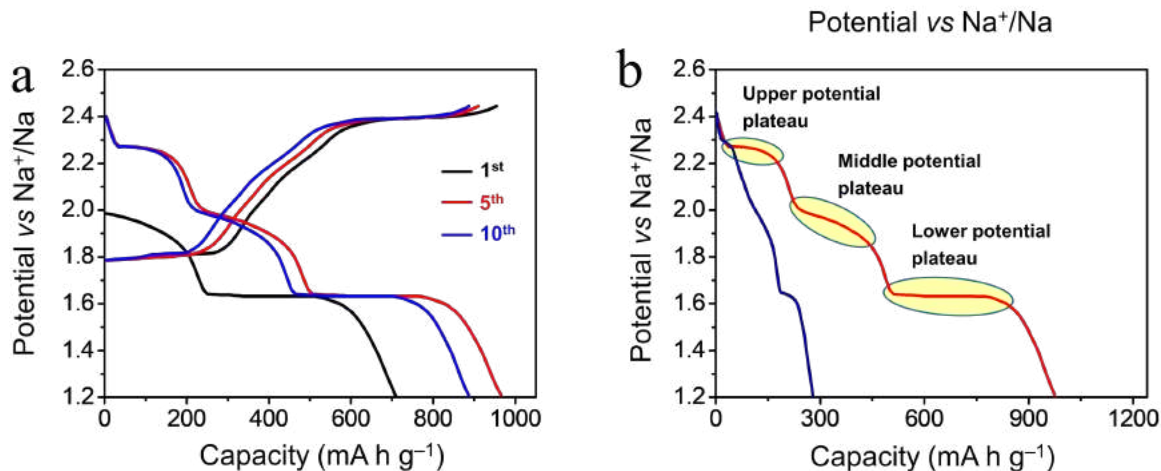 Potential vs Na⁺/Na
a
2.6
2.4
2.2
2.0
1.8
1.6
1.4
1.2
Potential vs Na⁺/Na
1st
5th
10th
0 200 400 600 800 1000
Capacity (mA h g⁻¹)
b
2.6
2.4
2.2
2.0
1.8
1.6
1.4
1.2
Potential vs Na⁺/Na
Upper potential
plateau
Middle potential
plateau
Lower potential
plateau
0 300 600 900 1200
Capacity (mA h g⁻¹)